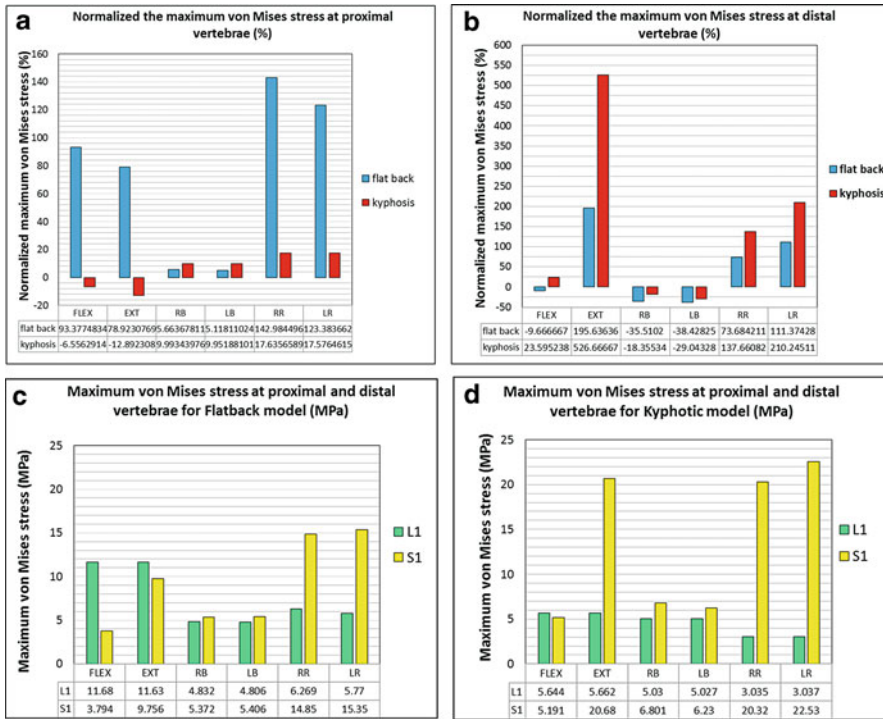 a
Normalized the maximum von Mises stress at proximal
vertebrae (%)
Normalized maximum von Mises stress (%)
160
140
120
100
80
60
40
20
0
-20
flat back
kyphosis
FLEX EXT RB LB RR LR
flat back 93.3774834 78.9230769 5.66367811 5.11811024 142.984496 123.383662
kyphosis -6.5562914 -12.892308 9.99343976 9.95188101 17.6356589 17.5764615
b
Normalized the maximum von Mises stress at distal
vertebrae (%)
Normalized maximum von Mises stress (%)
600
550
500
450
400
350
300
250
200
150
100
50
0
-50
flat back
kyphosis
FLEX EXT RB LB RR LR
flat back -9.666667 195.63636 -35.5102 -38.42825 73.684211 111.37428
kyphosis 23.595238 526.66667 -18.35534 -29.04328 137.66082 210.24511
c
Maximum von Mises stress at proximal and distal
vertebrae for Flatback model (MPa)
Maximum von Mises stress (MPa)
25
20
15
10
5
0
L1
S1
FLEX EXT RB LB RR LR
L1 11.68 11.63 4.832 4.806 6.269 5.77
S1 3.794 9.756 5.372 5.406 14.85 15.35
d
Maximum von Mises stress at proximal and distal
vertebrae for Kyphotic model (MPa)
Maximum von Mises stress (MPa)
25
20
15
10
5
0
L1
S1
FLEX EXT RB LB RR LR
L1 5.644 5.662 5.03 5.027 3.035 3.037
S1 5.191 20.68 6.801 6.23 20.32 22.53